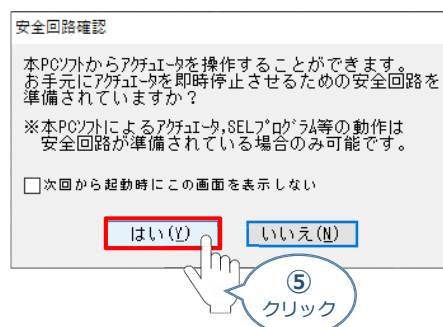 安全回路確認
本PCｿﾌﾄからｱｸﾁｭｴｰﾀを操作することができます。
お手元にｱｸﾁｭｴｰﾀを即時停止させるための安全回路を
準備されていますか？
※本PCｿﾌﾄによるｱｸﾁｭｴｰﾀ,SELﾌﾟﾛｸﾞﾗﾑ等の動作は
安全回路が準備されている場合のみ可能です。
次回から起動時にこの画面を表示しない
はい(Y) いいえ(N)
⑤
クリック